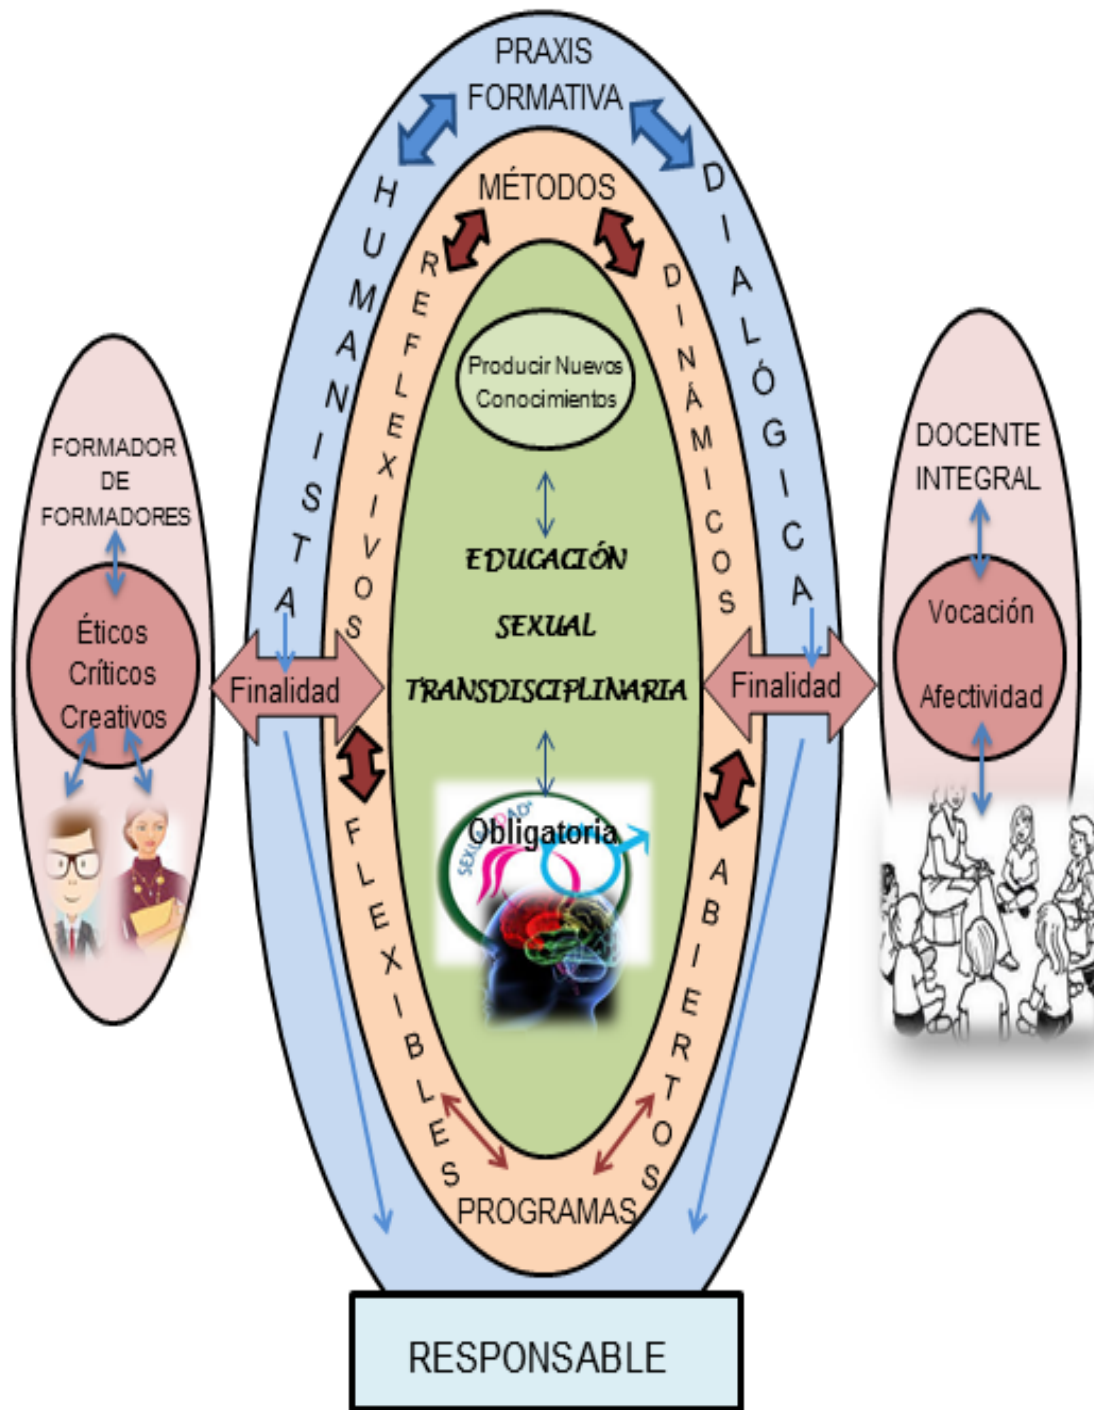 PRAXIS
FORMATIVA
HUMANISTA
DIALÓGICA
MÉTODOS
REFLEXIVOS
DINÁMICOS
Producir Nuevos
Conocimientos
EDUCACIÓN
SEXUAL
TRANSDISCIPLINARIA
FORMADOR
DE
FORMADORES
Éticos
Críticos
Creativos
Finalidad
Finalidad
DOCENTE
INTEGRAL
Vocación
Afectividad
Obligatoria
FLEXIBLES
ABIERTOS
PROGRAMAS
RESPONSABLE